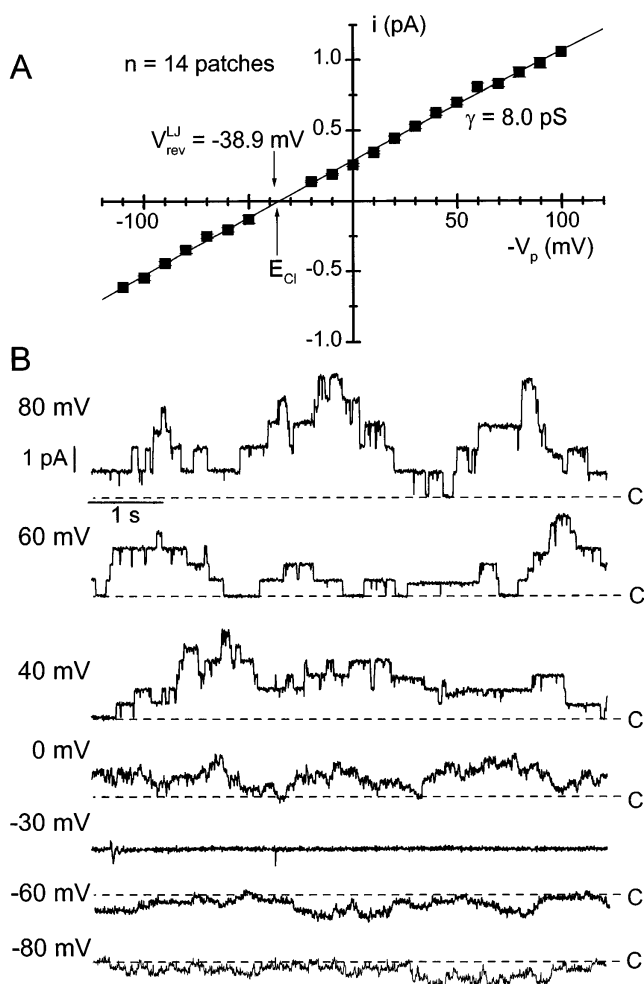 A
i (pA)
n = 14 patches
1.0
0.5
γ = 8.0 pS
V_rev^LJ = -38.9 mV
-100
50
100
-V_p (mV)
E_Cl
-0.5
-1.0
B
80 mV
1 pA
C
1 s
60 mV
C
40 mV
C
0 mV
C
-30 mV
-60 mV
C
-80 mV
C